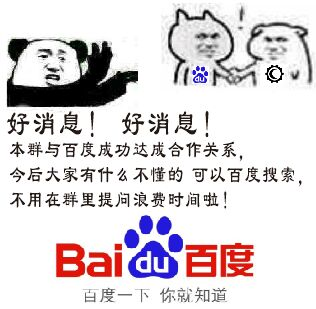 好消息！ 好消息！
本群与百度成功达成合作关系，
今后大家有什么不懂的 可以百度搜索，
不用在群里提问浪费时间啦！
Bai du 百度
百度一下 你就知道